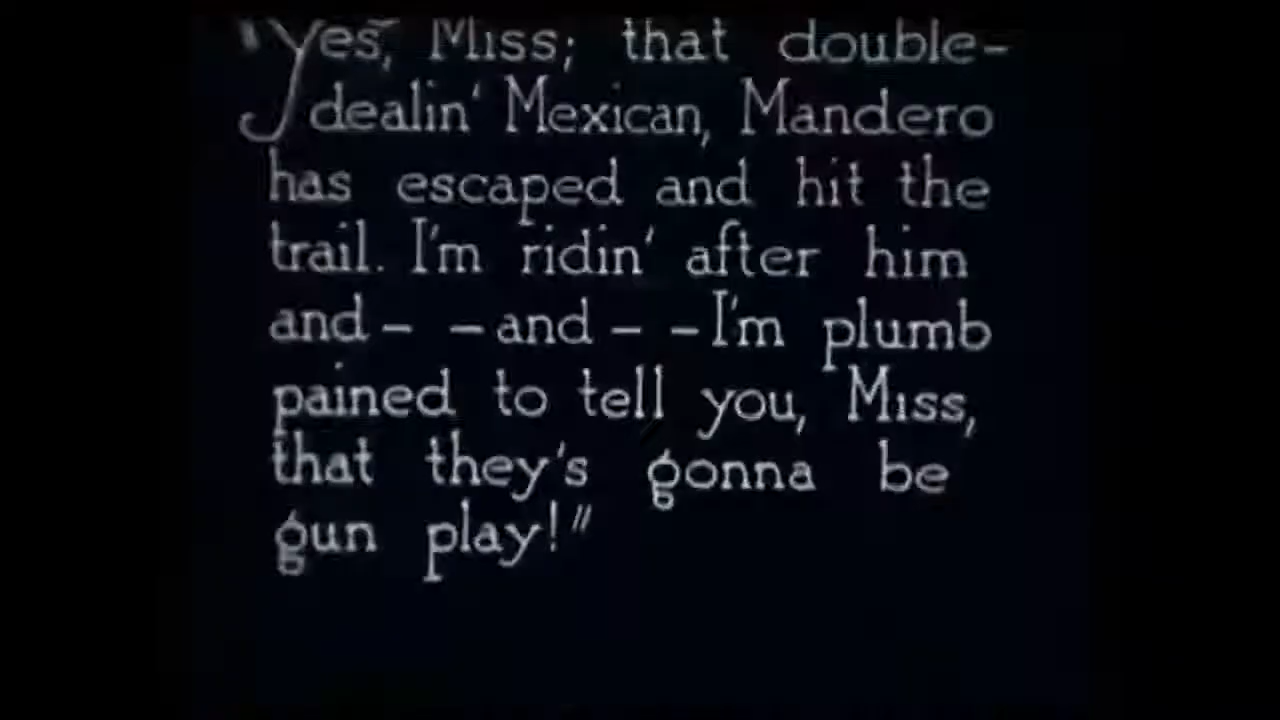 "Yes, Miss; that double-
dealin' Mexican, Mandero
has escaped and hit the
trail. I'm ridin' after him
and- -and - -I'm plumb
pained to tell you, Miss,
that they's gonna be
gun play!"